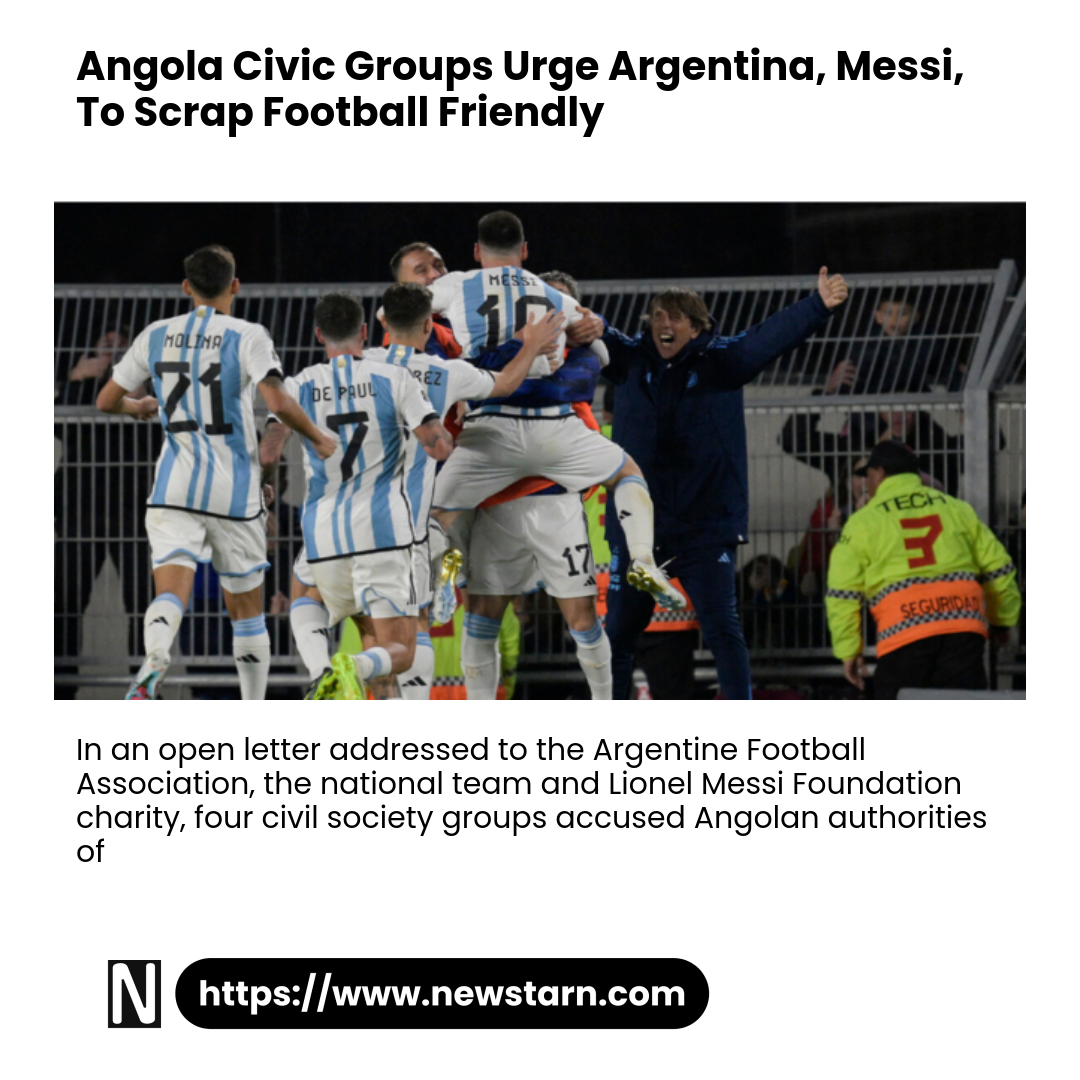 Angola Civic Groups Urge Argentina, Messi,
To Scrap Football Friendly
MESSI
10
MOLINA
21
DE PAUL
7
REZ
17
TECH
3
SEGURIDAD
In an open letter addressed to the Argentine Football
Association, the national team and Lionel Messi Foundation
charity, four civil society groups accused Angolan authorities
of
N
https://www.newstarn.com